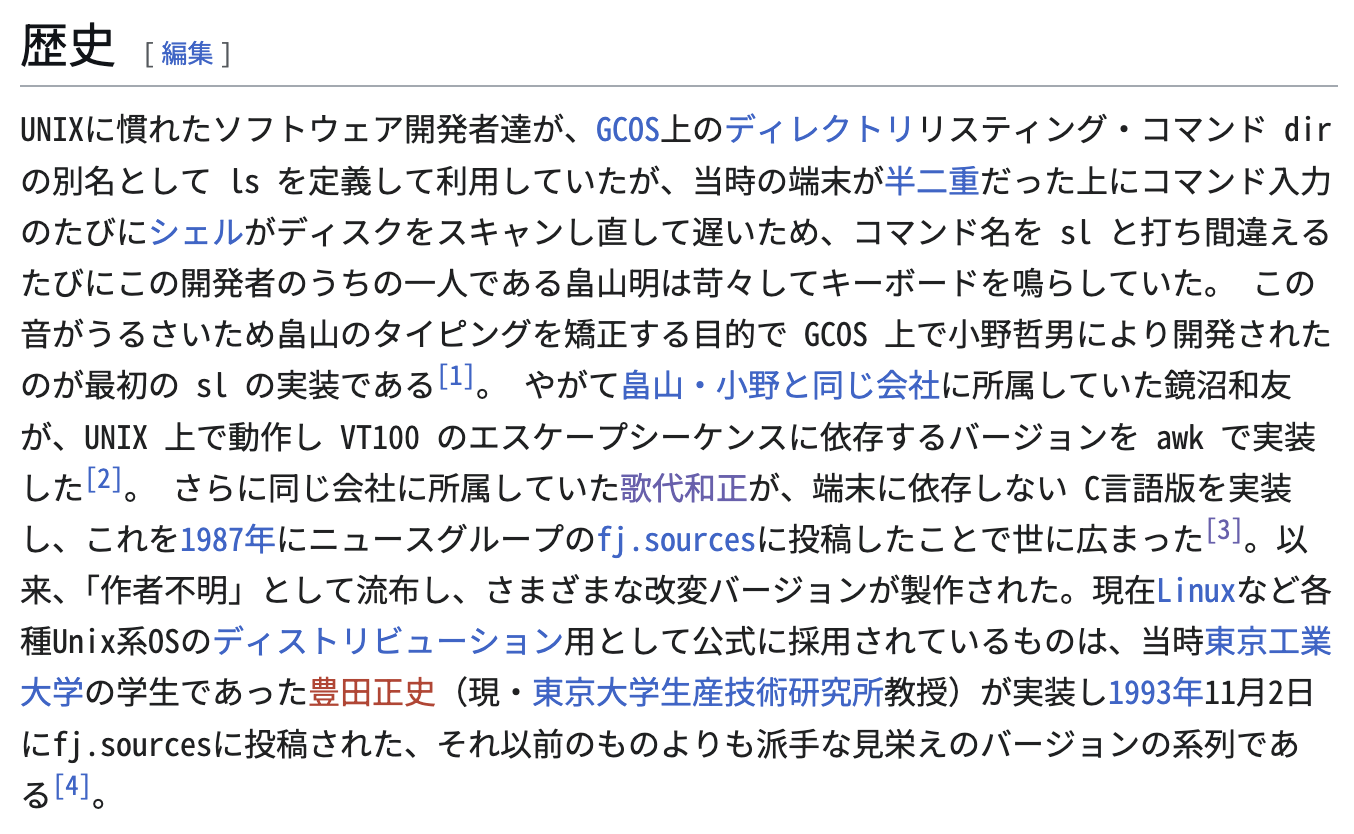 歴史 [ 編集 ]
UNIXに慣れたソフトウェア開発者達が、GCOS上のディレクトリリスティング・コマンド dir
の別名として ls を定義して利用していたが、当時の端末が半二重だった上にコマンド入力
のたびにシェルがディスクをスキャンし直して遅いため、コマンド名を sl と打ち間違える
たびにこの開発者のうちの一人である畠山明は苛々してキーボードを鳴らしていた。 この
音がうるさいため畠山のタイピングを矯正する目的で GCOS 上で小野哲男により開発された
のが最初の sl の実装である[1]。 やがて畠山・小野と同じ会社に所属していた鏡沼和友
が、UNIX 上で動作し VT100 のエスケープシーケンスに依存するバージョンを awk で実装
した[2]。 さらに同じ会社に所属していた歌代和正が、端末に依存しない C言語版を実装
し、これを1987年にニュースグループのfj.sourcesに投稿したことで世に広まった[3]。以
来、「作者不明」として流布し、さまざまな改変バージョンが製作された。現在Linuxなど各
種Unix系OSのディストリビューション用として公式に採用されているものは、当時東京工業
大学の学生であった豊田正史（現・東京大学生産技術研究所教授）が実装し1993年11月2日
にfj.sourcesに投稿された、それ以前のものよりも派手な見栄えのバージョンの系列であ
る[4]。